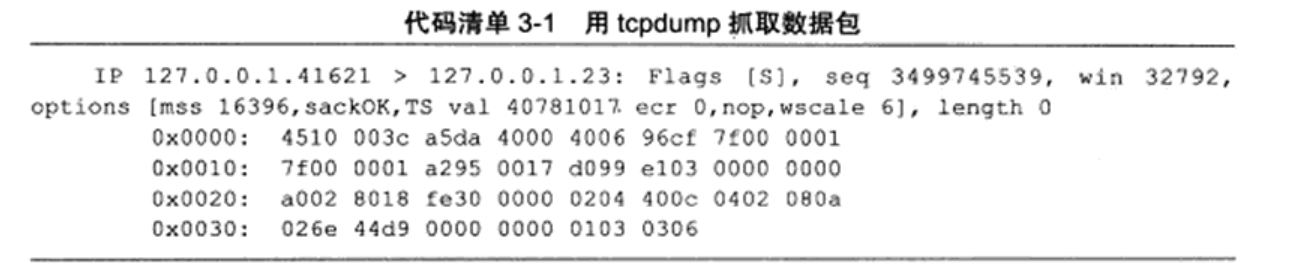 代码清单 3-1 用 tcpdump 抓取数据包
IP 127.0.0.1.41621 > 127.0.0.1.23: Flags [S], seq 3499745539, win 32792,
options [mss 16396,sackOK,TS val 40781017 ecr 0,nop,wscale 6], length 0
0x0000: 4510 003c a5da 4000 4006 96cf 7f00 0001
0x0010: 7f00 0001 a295 0017 d099 e103 0000 0000
0x0020: a002 8018 fe30 0000 0204 400c 0402 080a
0x0030: 026e 44d9 0000 0000 0103 0306